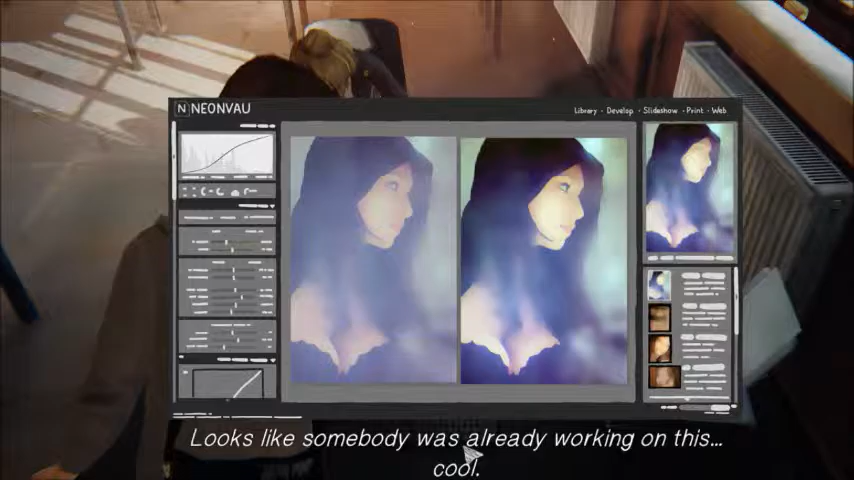 N NEONVAU
Library · Develop · Slideshow · Print · Web
Looks like somebody was already working on this...
cool.